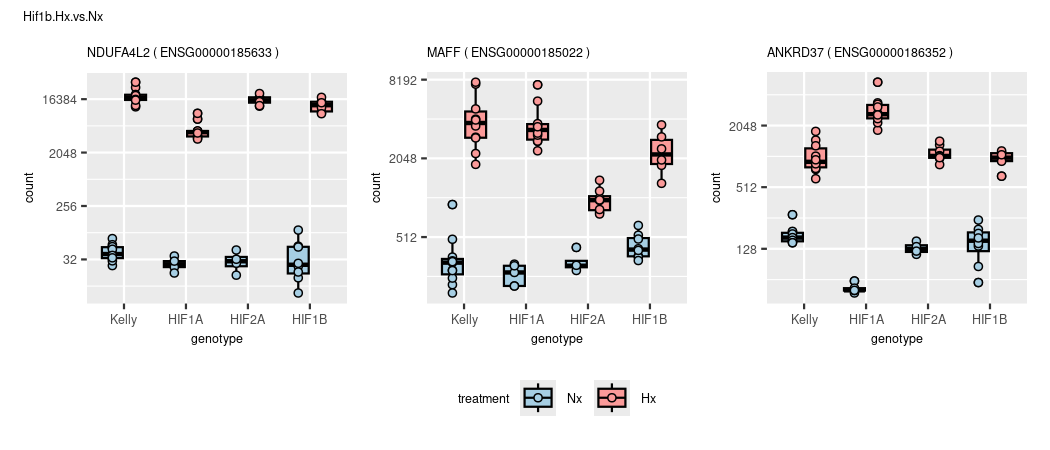 Hif1b.Hx.vs.Nx
NDUFA4L2 ( ENSG00000185633 )
16384
2048
256
32
count
Kelly HIF1A HIF2A HIF1B
genotype
MAFF ( ENSG00000185022 )
8192
2048
512
count
Kelly HIF1A HIF2A HIF1B
genotype
ANKRD37 ( ENSG00000186352 )
2048
512
128
count
Kelly HIF1A HIF2A HIF1B
genotype
treatment Nx Hx